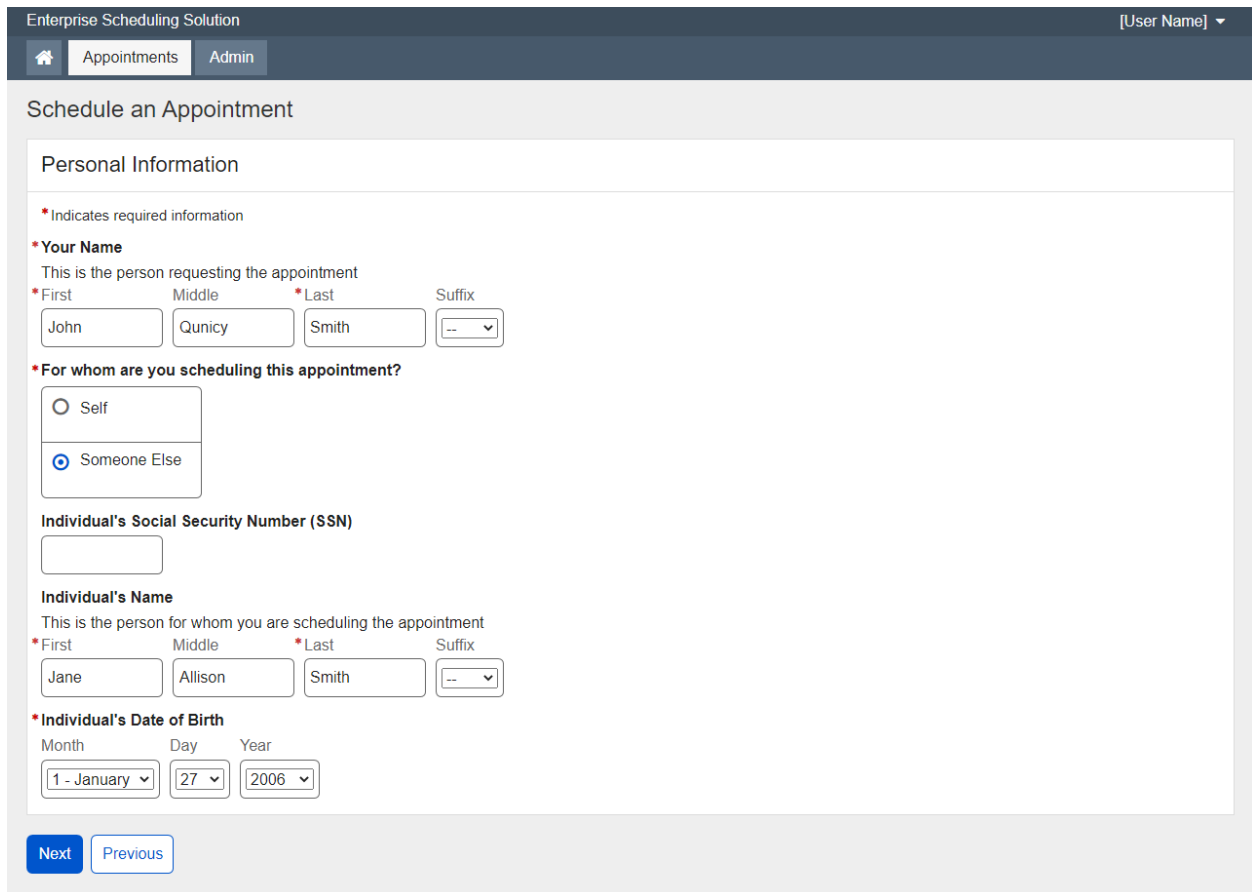 Enterprise Scheduling Solution [User Name]
Appointments Admin
Schedule an Appointment
Personal Information
* Indicates required information
* Your Name
This is the person requesting the appointment
* First Middle * Last Suffix
John Qunicy Smith --
* For whom are you scheduling this appointment?
Self
Someone Else
Individual's Social Security Number (SSN)
Individual's Name
This is the person for whom you are scheduling the appointment
* First Middle * Last Suffix
Jane Allison Smith --
* Individual's Date of Birth
Month Day Year
1 - January 27 2006
Next Previous